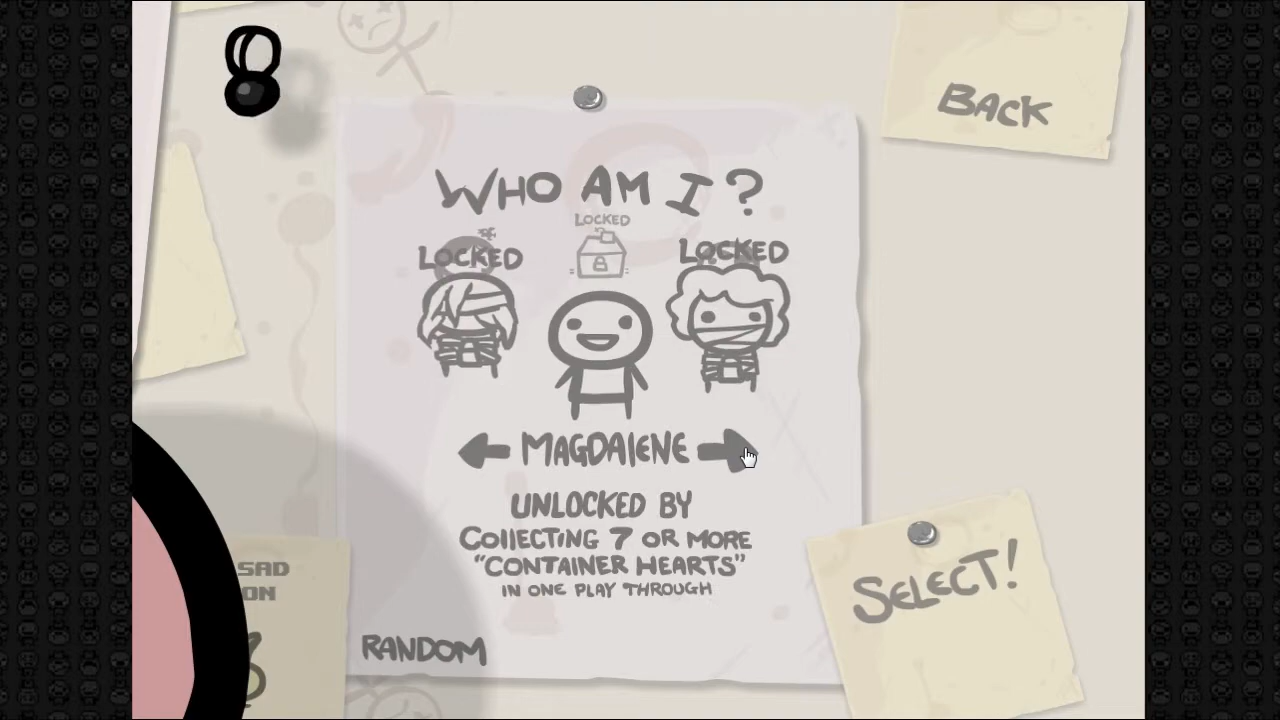 BACK
WHO AM I?
LOCKED
LOCKED
LOCKED
MAGDALENE
UNLOCKED BY
COLLECTING 7 OR MORE
"CONTAINER HEARTS"
IN ONE PLAY THROUGH
SAD
ON
SELECT!
RANDOM